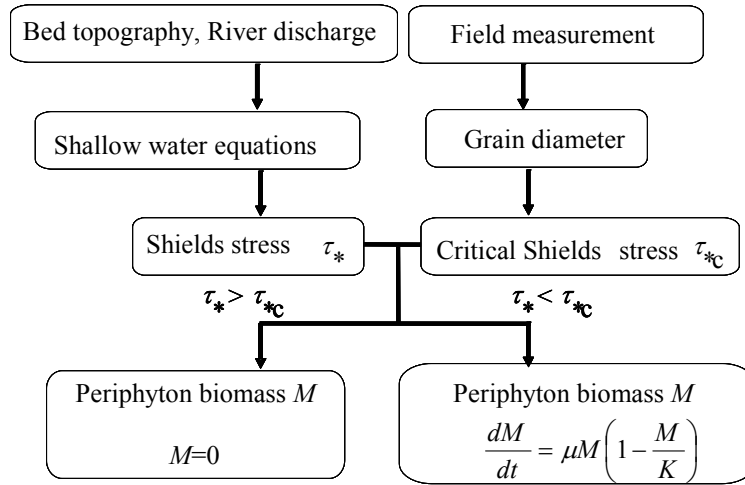 Bed topography, River discharge
Field measurement
Shallow water equations
Grain diameter
Shields stress τ*
Critical Shields stress τ*c
τ* > τ*c
τ* < τ*c
Periphyton biomass M
M=0
Periphyton biomass M
dM/dt = μM(1 − M/K)